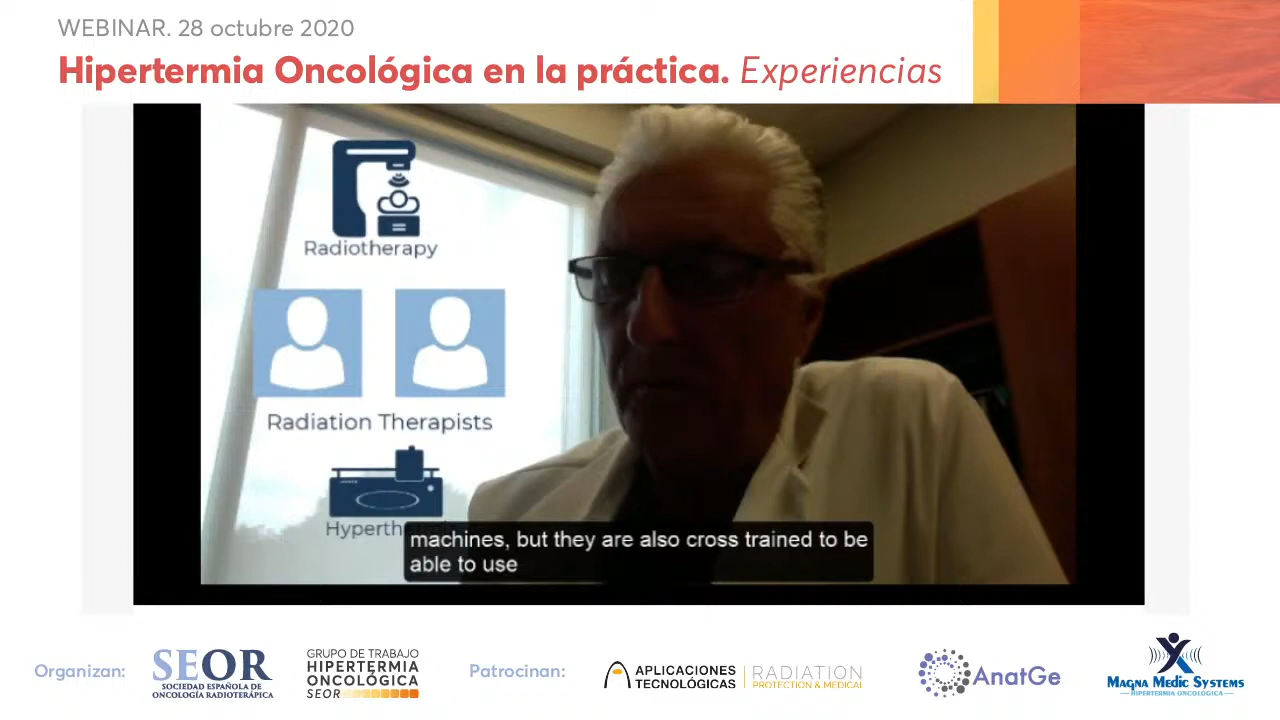 WEBINAR. 28 octubre 2020
Hipertermia Oncológica en la práctica. Experiencias
Radiotherapy
Radiation Therapists
machines, but they are also cross trained to be
able to use
Organizan:
SEOR
SOCIEDAD ESPAÑOLA DE
ONCOLOGÍA RADIOTERÁPICA
GRUPO DE TRABAJO
HIPERTERMIA
ONCOLÓGICA
SEOR
Patrocinan:
APLICACIONES
TECNOLÓGICAS
RADIATION
PROTECTION & MEDICAL
AnatGe
MAGNA MEDIC SYSTEMS
HIPERTERMIA ONCOLÓGICA